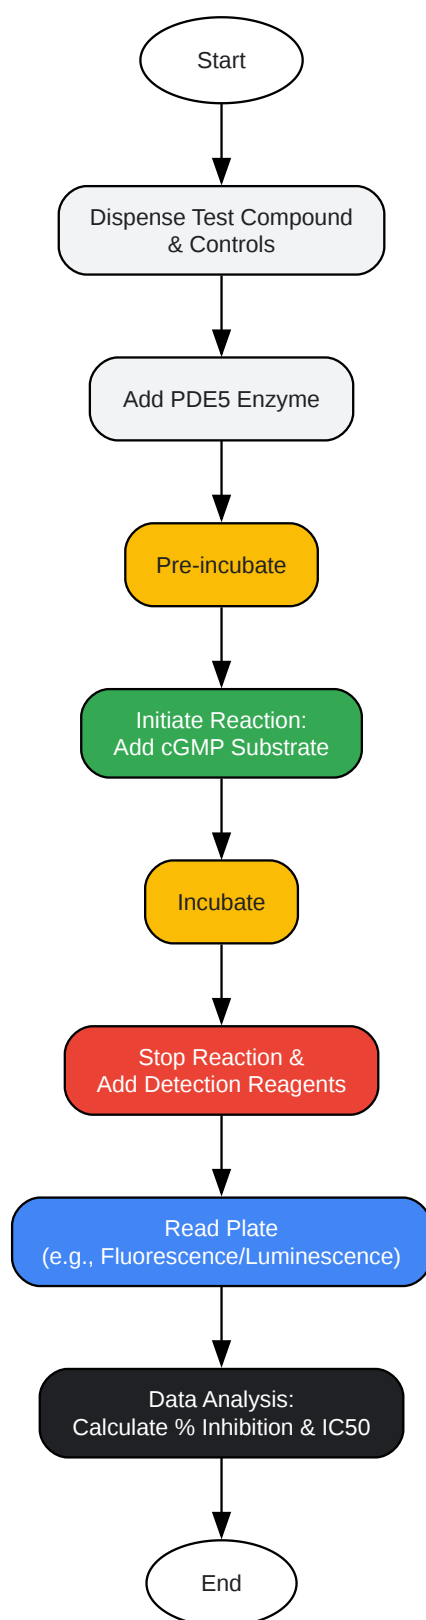 Start
Dispense Test Compound
& Controls
Add PDE5 Enzyme
Pre-incubate
Initiate Reaction:
Add cGMP Substrate
Incubate
Stop Reaction &
Add Detection Reagents
Read Plate
(e.g., Fluorescence/Luminescence)
Data Analysis:
Calculate % Inhibition & IC50
End